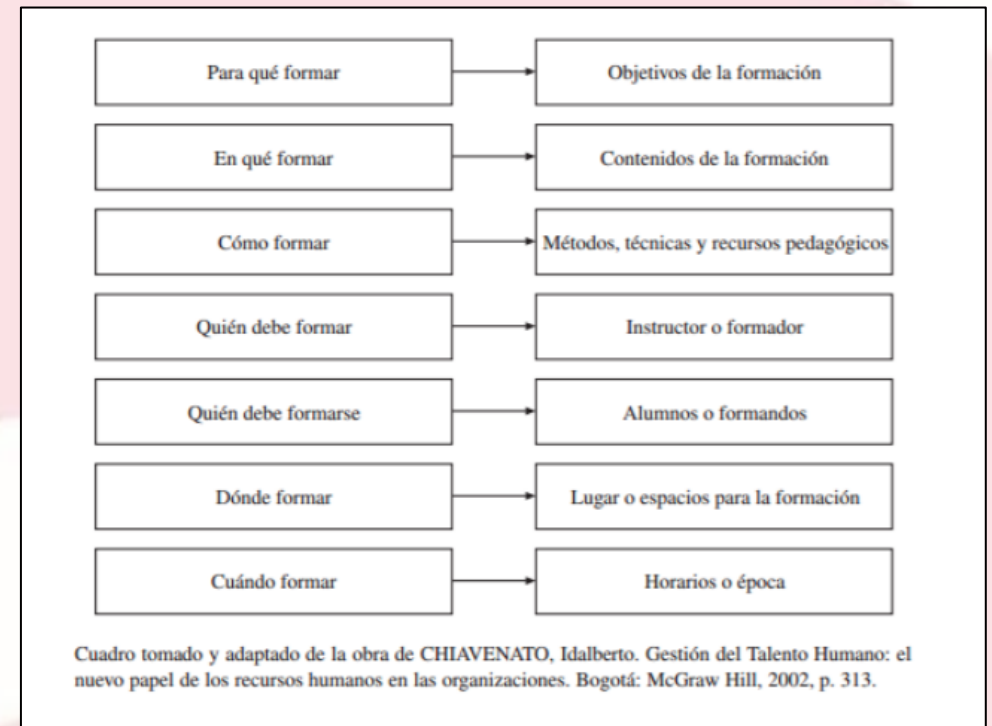 Para qué formar
Objetivos de la formación
En qué formar
Contenidos de la formación
Cómo formar
Métodos, técnicas y recursos pedagógicos
Quién debe formar
Instructor o formador
Quién debe formarse
Alumnos o formandos
Dónde formar
Lugar o espacios para la formación
Cuándo formar
Horarios o época
Cuadro tomado y adaptado de la obra de CHIAVENATO, Idalberto. Gestión del Talento Humano: el
nuevo papel de los recursos humanos en las organizaciones. Bogotá: McGraw Hill, 2002, p. 313.